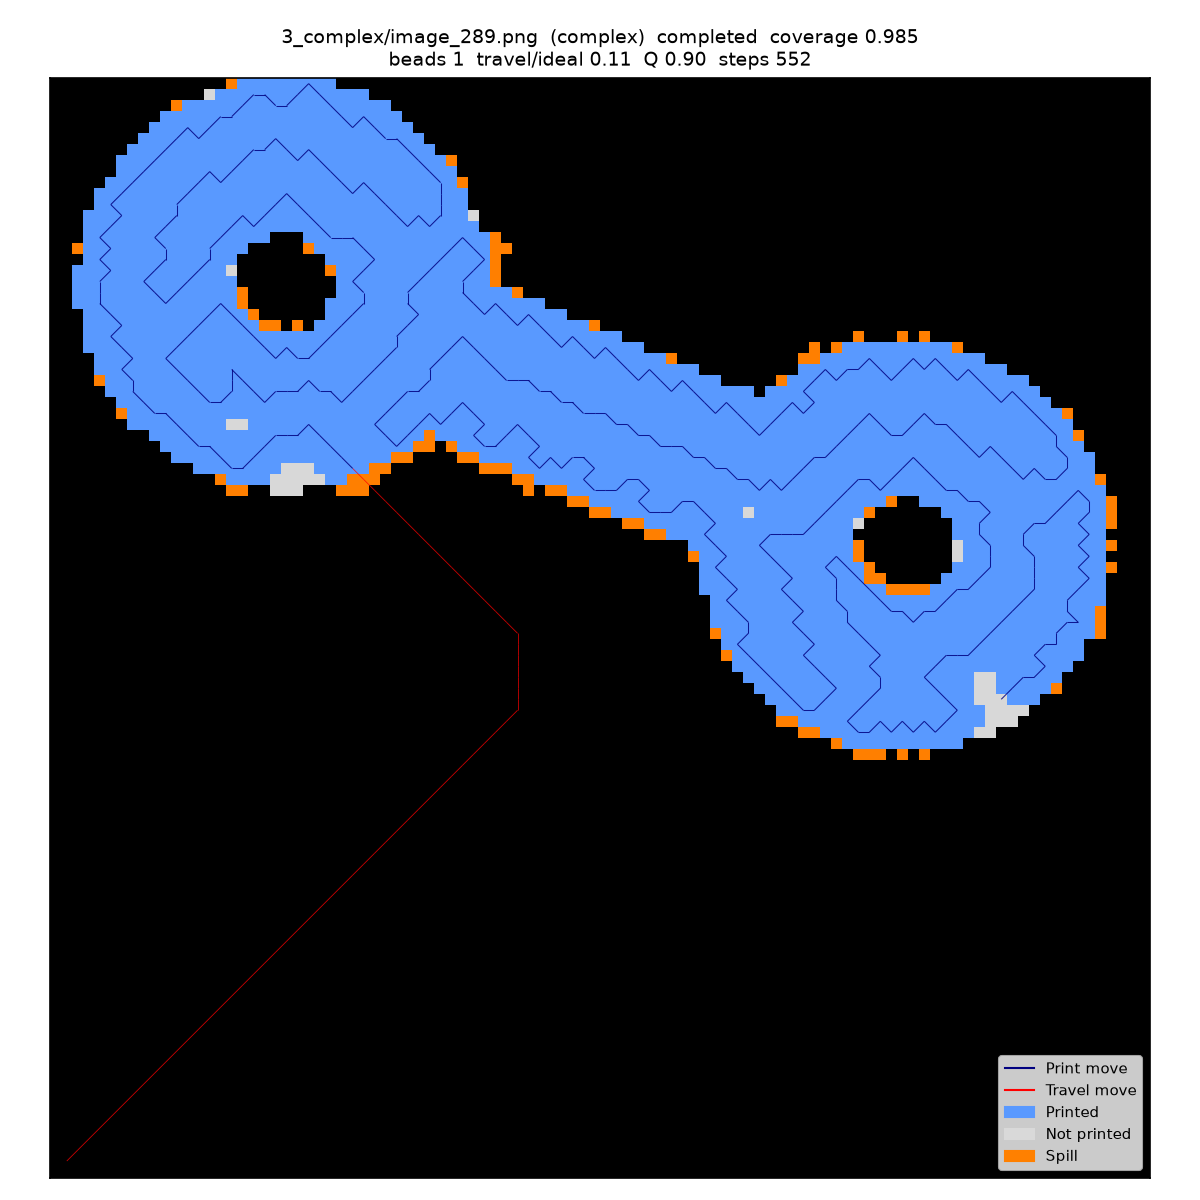 3_complex/image_289.png  (complex)  completed  coverage 0.985
beads 1  travel/ideal 0.11  Q 0.90  steps 552
Print move
Travel move
Printed
Not printed
Spill